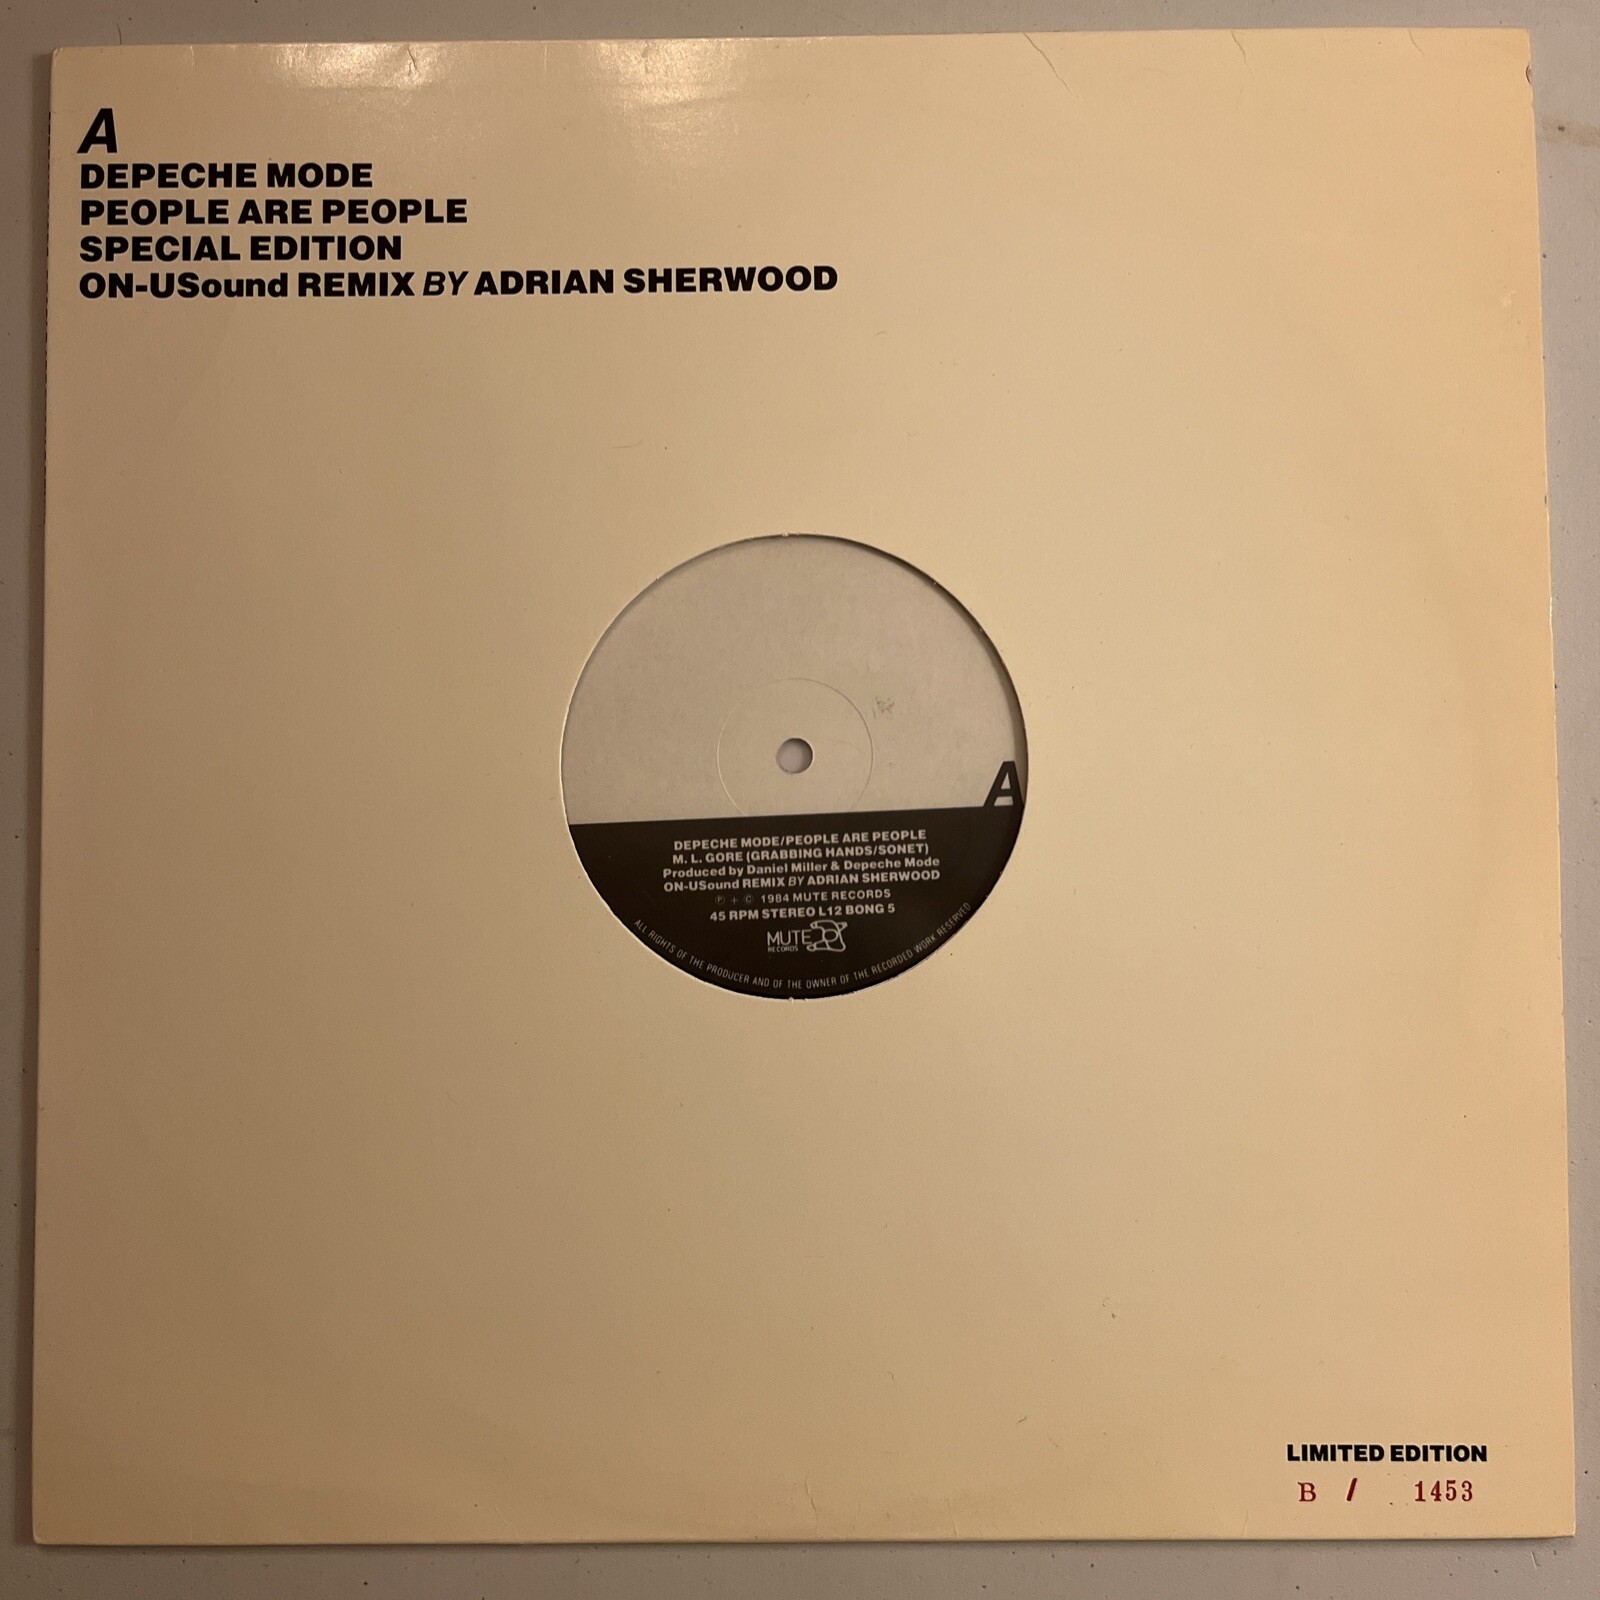 A
DEPECHE MODE
PEOPLE ARE PEOPLE
SPECIAL EDITION
ON-USound REMIX BY ADRIAN SHERWOOD
A
DEPECHE MODE/PEOPLE ARE PEOPLE
M. L. GORE (GRABBING HANDS/SONET)
Produced by Daniel Miller & Depeche Mode
ON-USound REMIX BY ADRIAN SHERWOOD
℗ + © 1984 MUTE RECORDS
45 RPM STEREO L12 BONG 5
MUTE
RECORDS
ALL RIGHTS OF THE PRODUCER AND OF THE OWNER OF THE RECORDED WORK RESERVED
LIMITED EDITION
B / 1453